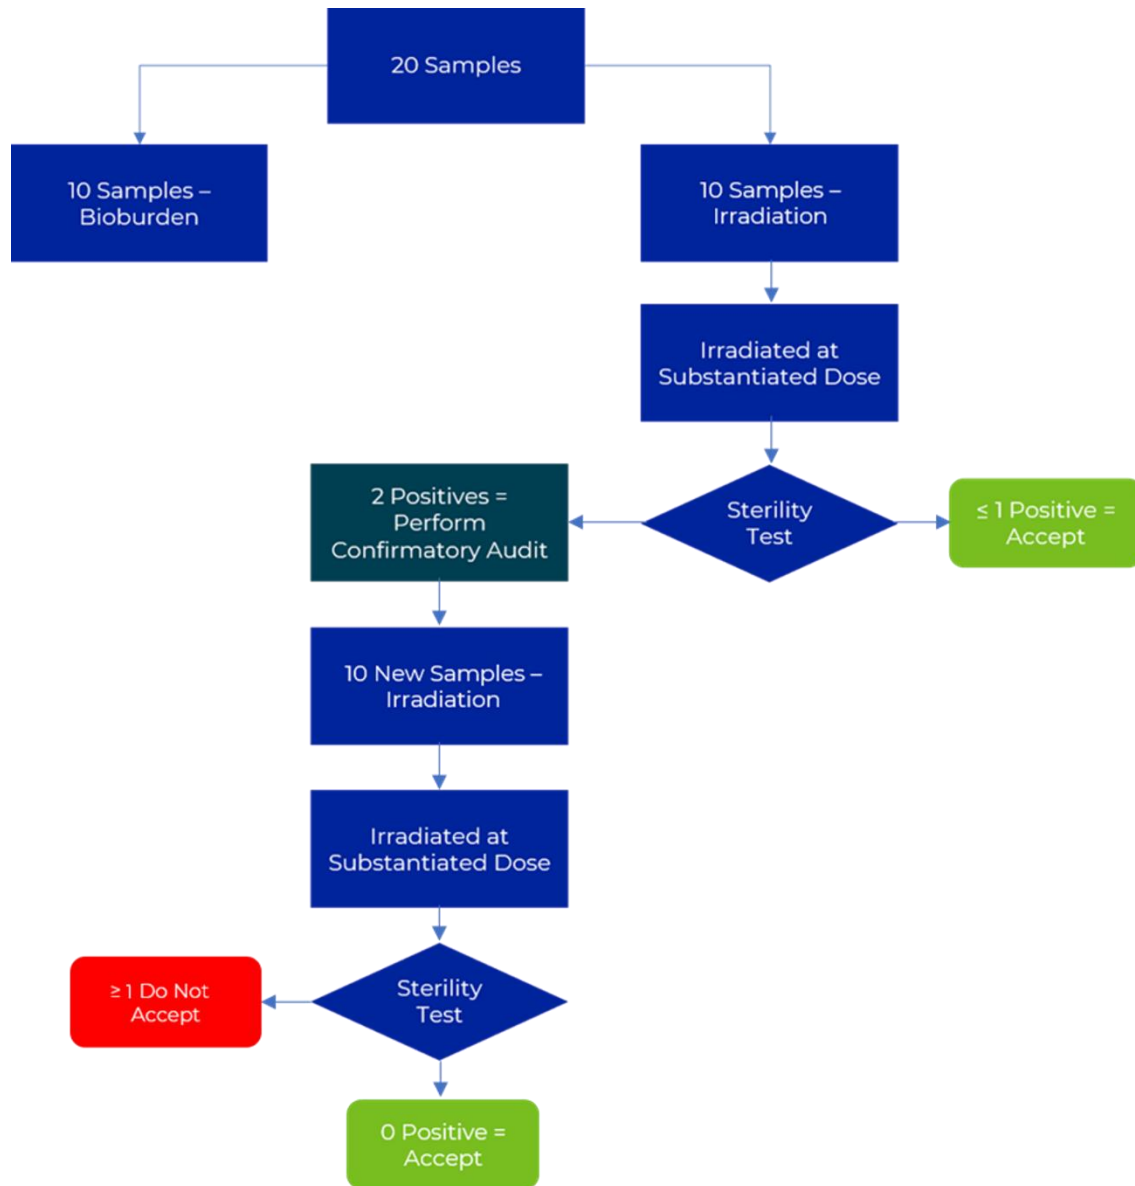 20 Samples
10 Samples –
Bioburden
10 Samples –
Irradiation
Irradiated at
Substantiated Dose
2 Positives =
Perform
Confirmatory Audit
Sterility
Test
≤ 1 Positive =
Accept
10 New Samples –
Irradiation
Irradiated at
Substantiated Dose
≥ 1 Do Not
Accept
Sterility
Test
0 Positive =
Accept